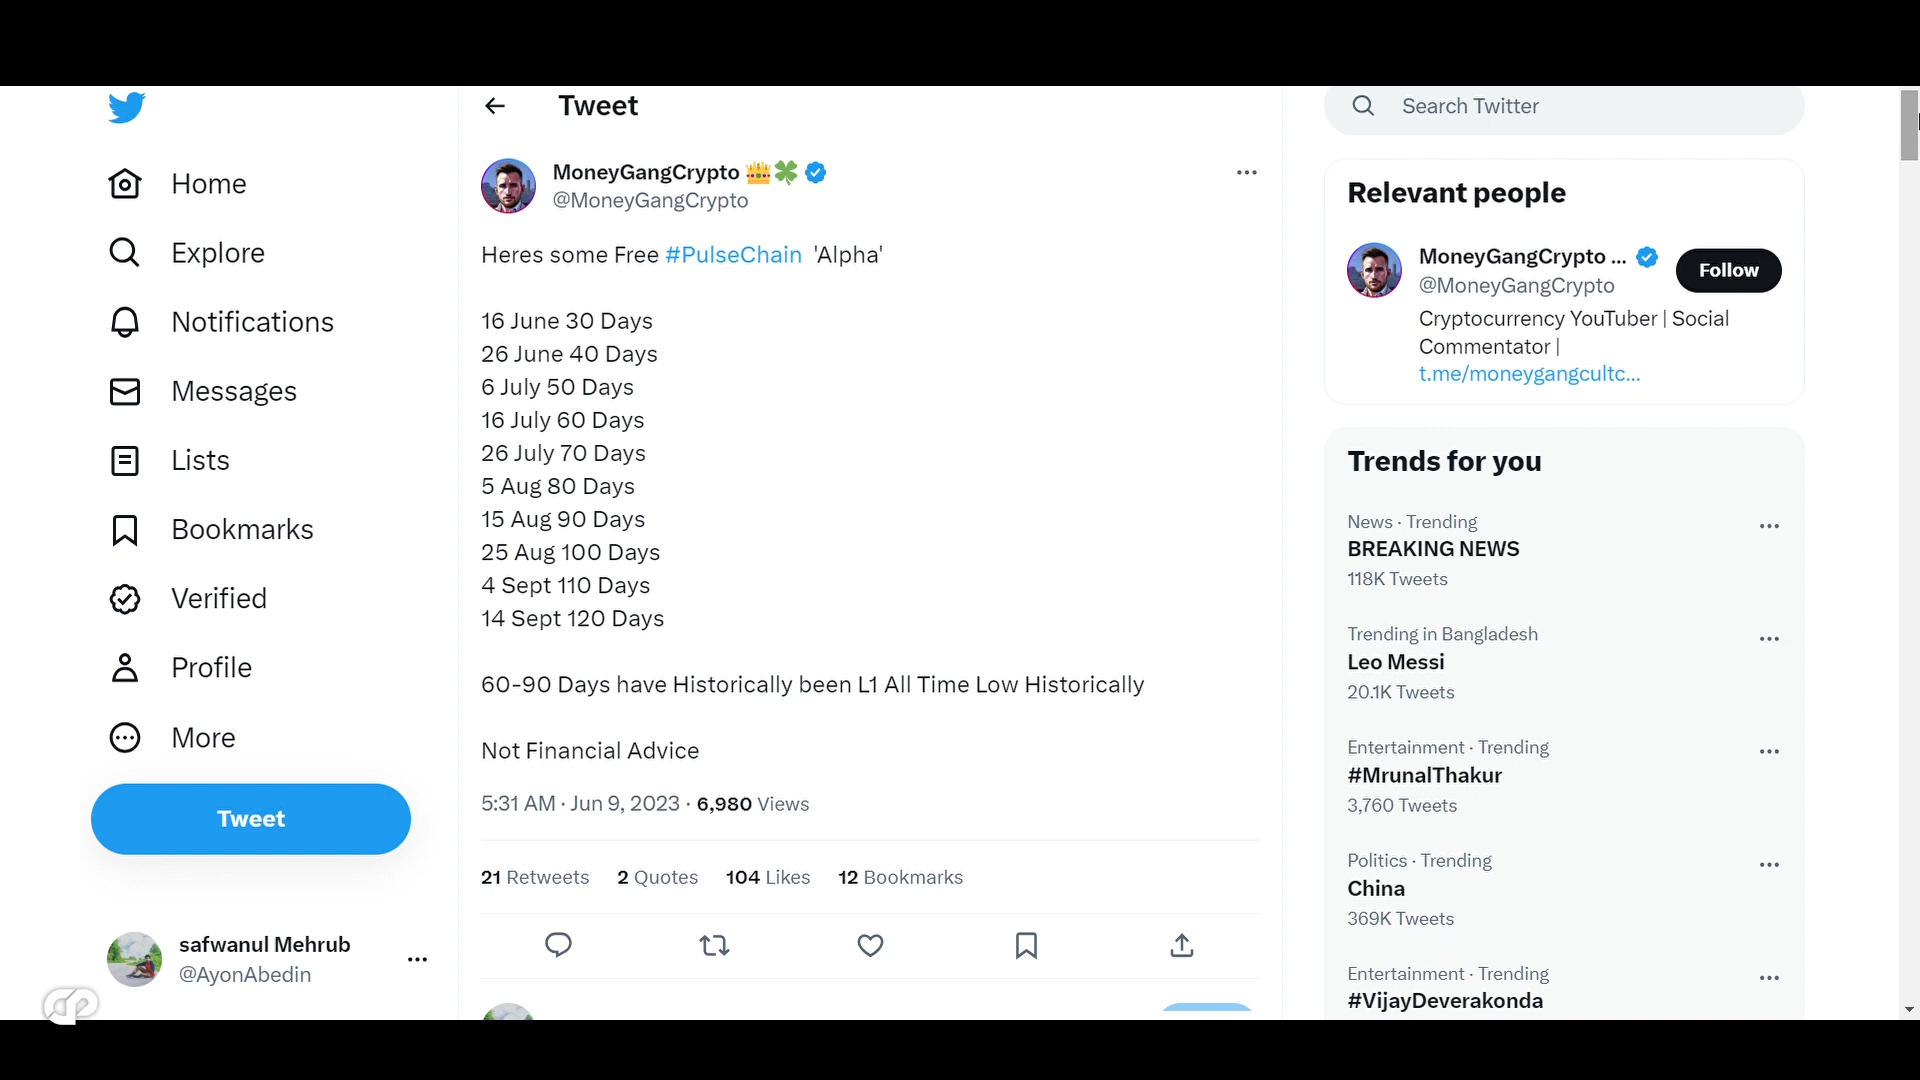 Home
Explore
Notifications
Messages
Lists
Bookmarks
Verified
Profile
More
Tweet
safwanul Mehrub
@AyonAbedin
Tweet
MoneyGangCrypto
@MoneyGangCrypto
Heres some Free #PulseChain 'Alpha'
16 June 30 Days
26 June 40 Days
6 July 50 Days
16 July 60 Days
26 July 70 Days
5 Aug 80 Days
15 Aug 90 Days
25 Aug 100 Days
4 Sept 110 Days
14 Sept 120 Days
60-90 Days have Historically been L1 All Time Low Historically
Not Financial Advice
5:31 AM · Jun 9, 2023 · 6,980 Views
21 Retweets 2 Quotes 104 Likes 12 Bookmarks
Search Twitter
Relevant people
MoneyGangCrypto ...
@MoneyGangCrypto
Follow
Cryptocurrency YouTuber | Social
Commentator |
t.me/moneygangcultc...
Trends for you
News · Trending
BREAKING NEWS
118K Tweets
Trending in Bangladesh
Leo Messi
20.1K Tweets
Entertainment · Trending
#MrunalThakur
3,760 Tweets
Politics · Trending
China
369K Tweets
Entertainment · Trending
#VijayDeverakonda